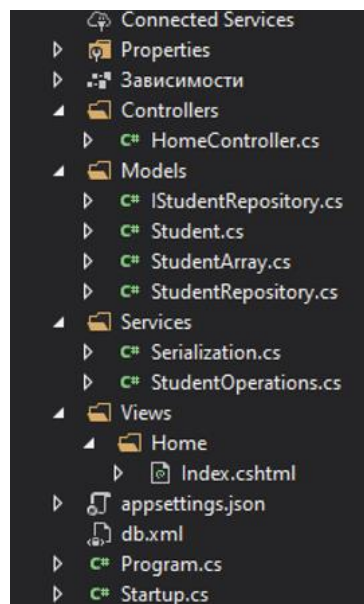 Connected Services
Properties
Зависимости
Controllers
C# HomeController.cs
Models
C# IStudentRepository.cs
C# Student.cs
C# StudentArray.cs
C# StudentRepository.cs
Services
C# Serialization.cs
C# StudentOperations.cs
Views
Home
Index.cshtml
appsettings.json
db.xml
C# Program.cs
C# Startup.cs